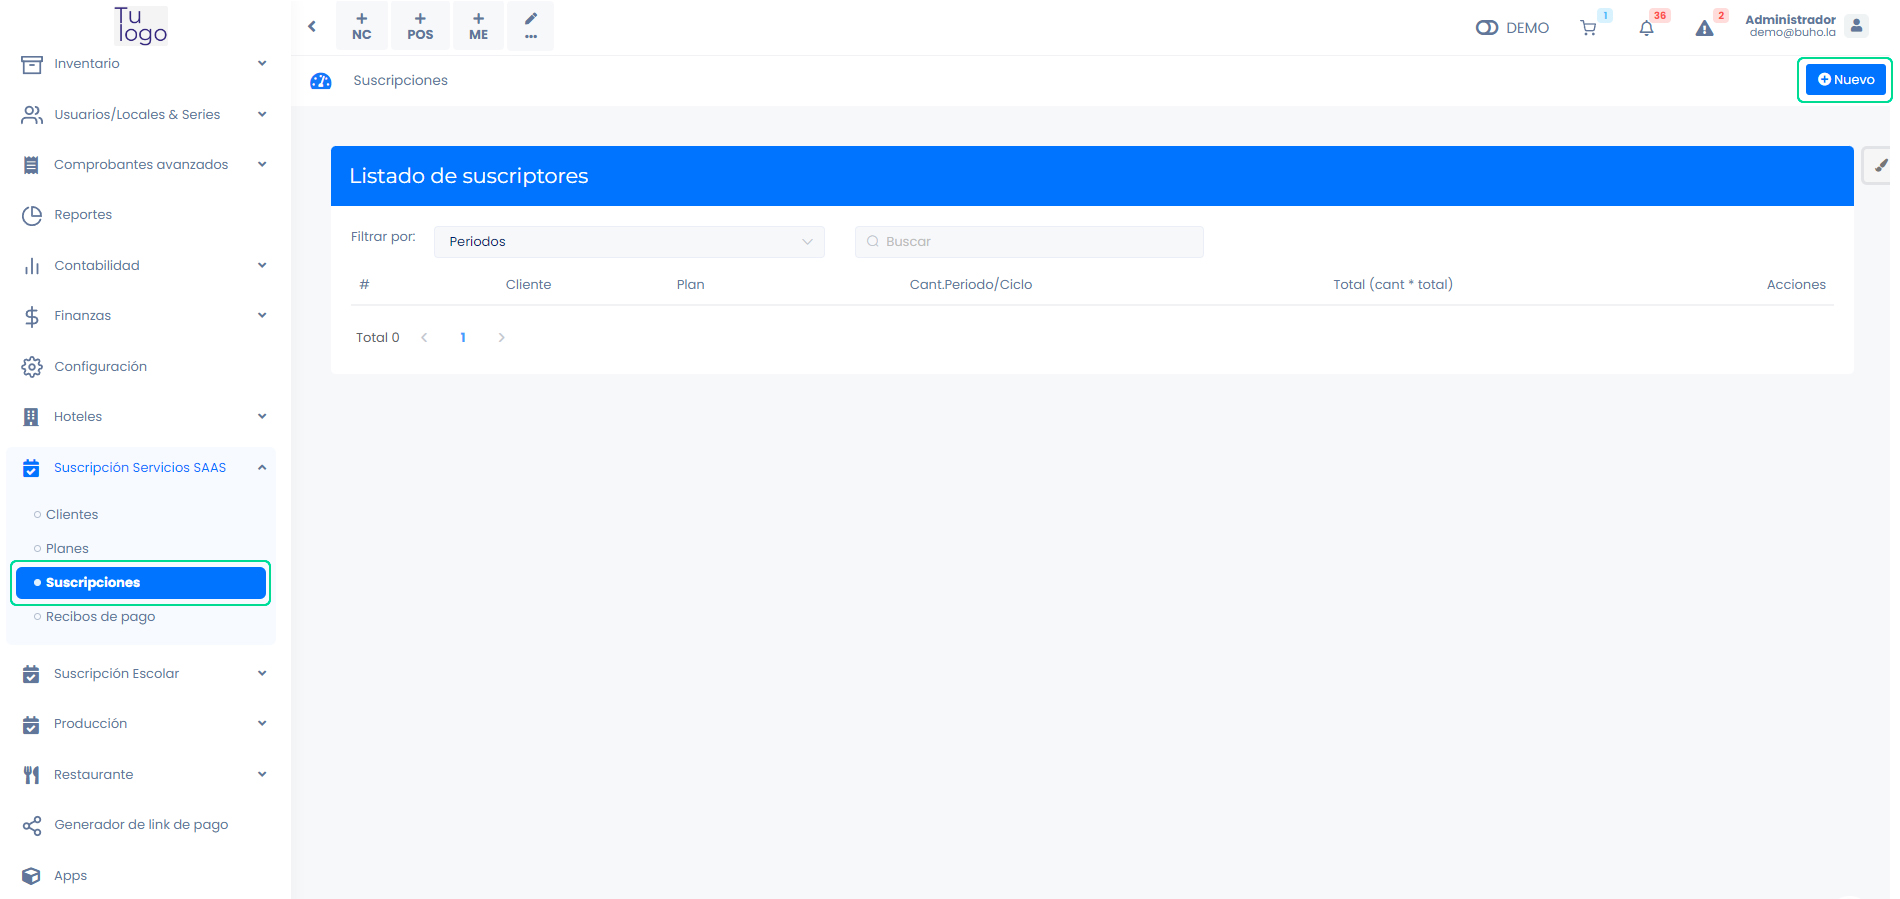 Tu
logo
Inventario
Usuarios/Locales & Series
Comprobantes avanzados
Reportes
Contabilidad
Finanzas
Configuración
Hoteles
Suscripción Servicios SAAS
Clientes
Planes
Suscripciones
Recibos de pago
Suscripción Escolar
Producción
Restaurante
Generador de link de pago
Apps
NC
POS
ME
...
DEMO
1
36
2
Administrador
demo@buho.la
Suscripciones
Nuevo
Listado de suscriptores
Filtrar por: Periodos Buscar
# Cliente Plan Cant.Periodo/Ciclo Total (cant * total) Acciones
Total 0 1